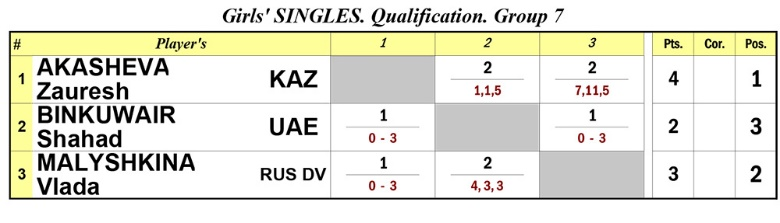 Girls' SINGLES. Qualification. Group 7
# Player's 1 2 3 Pts. Cor. Pos.
1 AKASHEVA Zauresh KAZ 2 1,1,5 2 7,11,5 4 1
2 BINKUWAIR Shahad UAE 1 0 - 3 1 0 - 3 2 3
3 MALYSHKINA Vlada RUS DV 1 0 - 3 2 4,3,3 3 2